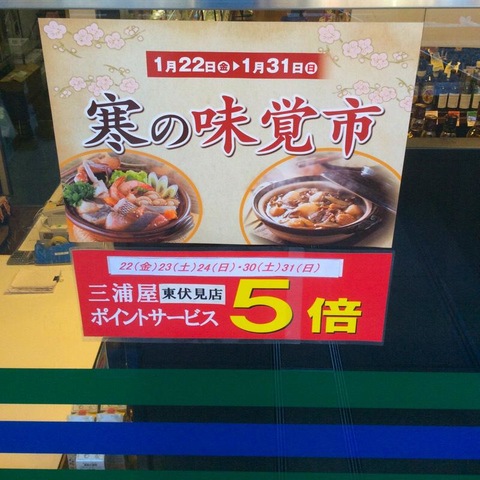 1月22日金▶1月31日日
寒の味覚市
22(金)23(土)24(日)・30(土)31(日)
三浦屋 東伏見店
ポイントサービス
5倍